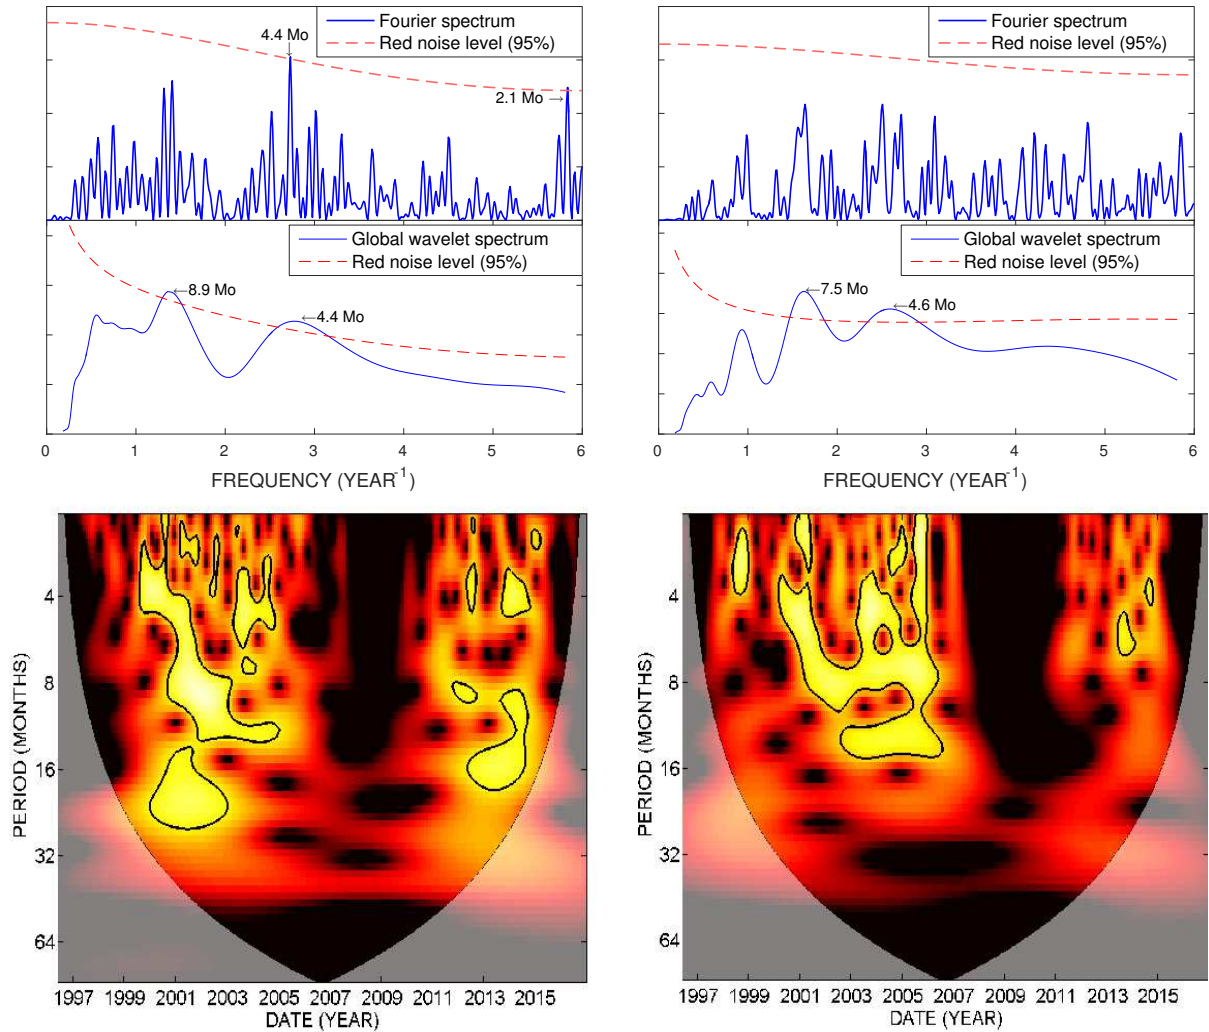 Fourier spectrum
Red noise level (95%)
4.4 Mo
2.1 Mo
Global wavelet spectrum
Red noise level (95%)
←8.9 Mo
←4.4 Mo
0 1 2 3 4 5 6
FREQUENCY (YEAR-1)
Fourier spectrum
Red noise level (95%)
Global wavelet spectrum
Red noise level (95%)
←7.5 Mo
←4.6 Mo
0 1 2 3 4 5 6
FREQUENCY (YEAR-1)
PERIOD (MONTHS)
4
8
16
32
64
1997 1999 2001 2003 2005 2007 2009 2011 2013 2015
DATE (YEAR)
PERIOD (MONTHS)
4
8
16
32
64
1997 1999 2001 2003 2005 2007 2009 2011 2013 2015
DATE (YEAR)